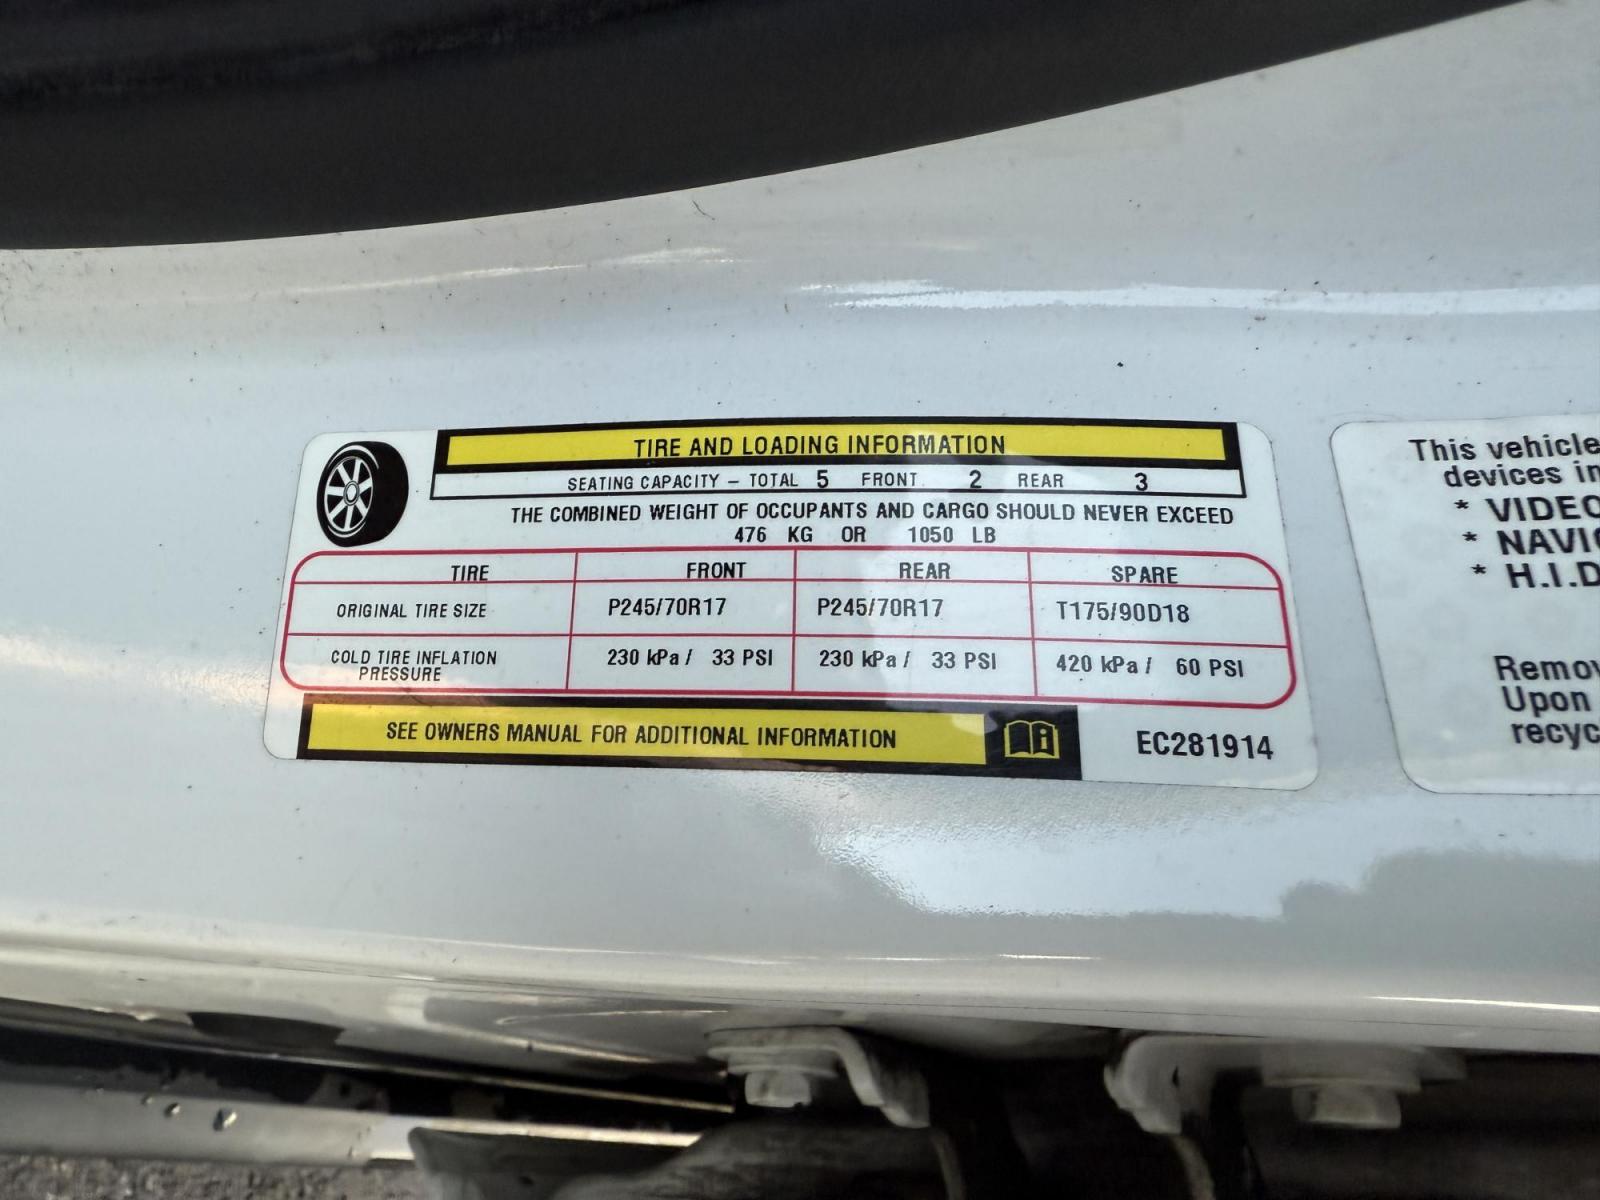 TIRE AND LOADING INFORMATION
SEATING CAPACITY – TOTAL 5 FRONT 2 REAR 3
THE COMBINED WEIGHT OF OCCUPANTS AND CARGO SHOULD NEVER EXCEED
476 KG OR 1050 LB
TIRE FRONT REAR SPARE
ORIGINAL TIRE SIZE P245/70R17 P245/70R17 T175/90D18
COLD TIRE INFLATION PRESSURE 230 kPa / 33 PSI 230 kPa / 33 PSI 420 kPa / 60 PSI
SEE OWNERS MANUAL FOR ADDITIONAL INFORMATION
EC281914
This vehicle
devices in
* VIDEO
* NAVIG
* H.I.D
Remov
Upon
recyc